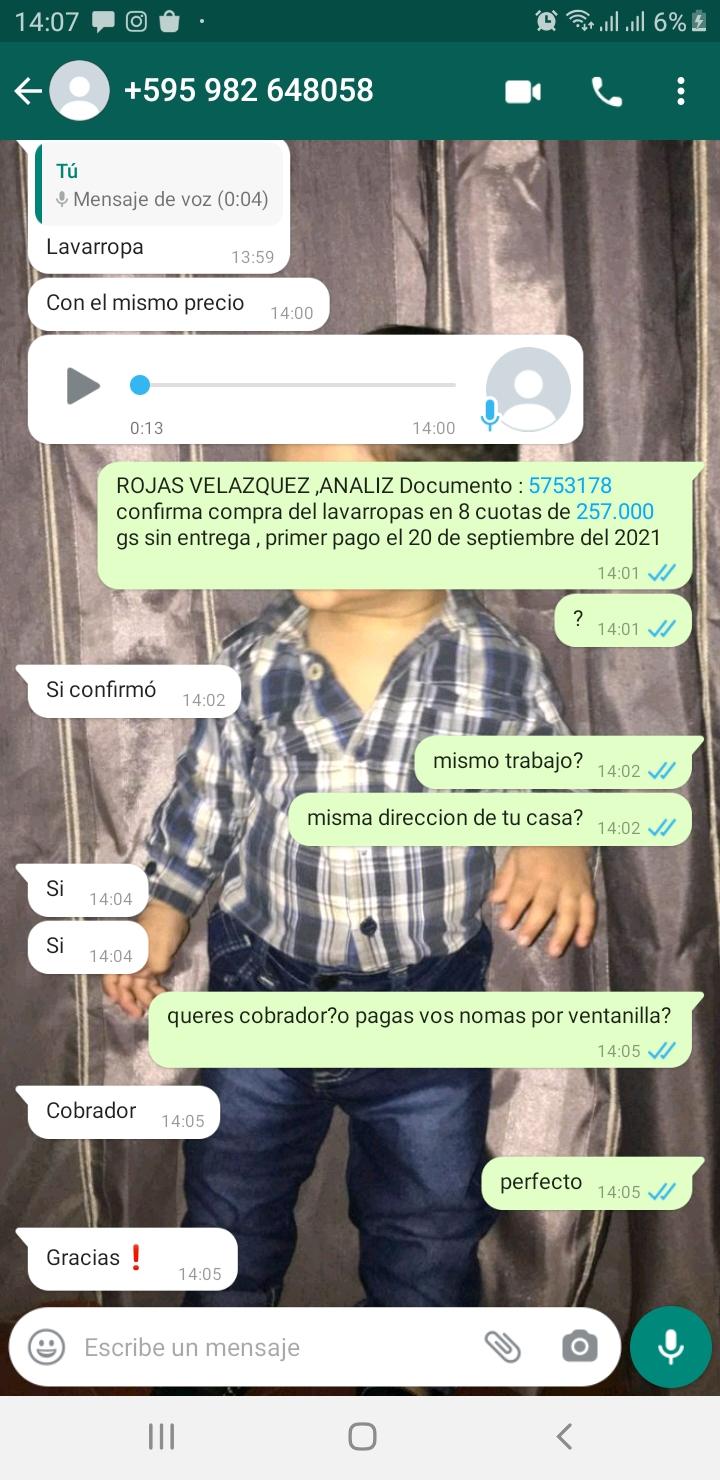 14:07 6%
+595 982 648058
Tú
Mensaje de voz (0:04)
Lavarropa 13:59
Con el mismo precio 14:00
0:13 14:00
ROJAS VELAZQUEZ ,ANALIZ Documento : 5753178
confirma compra del lavarropas en 8 cuotas de 257.000
gs sin entrega , primer pago el 20 de septiembre del 2021
14:01
? 14:01
Si confirmó 14:02
mismo trabajo? 14:02
misma direccion de tu casa? 14:02
Si 14:04
Si 14:04
queres cobrador?o pagas vos nomas por ventanilla?
14:05
Cobrador 14:05
perfecto 14:05
Gracias❗ 14:05
Escribe un mensaje